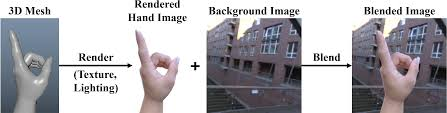 3D Mesh
Rendered
Hand Image
Background Image
Blended Image
Render
(Texture,
Lighting)
+
Blend